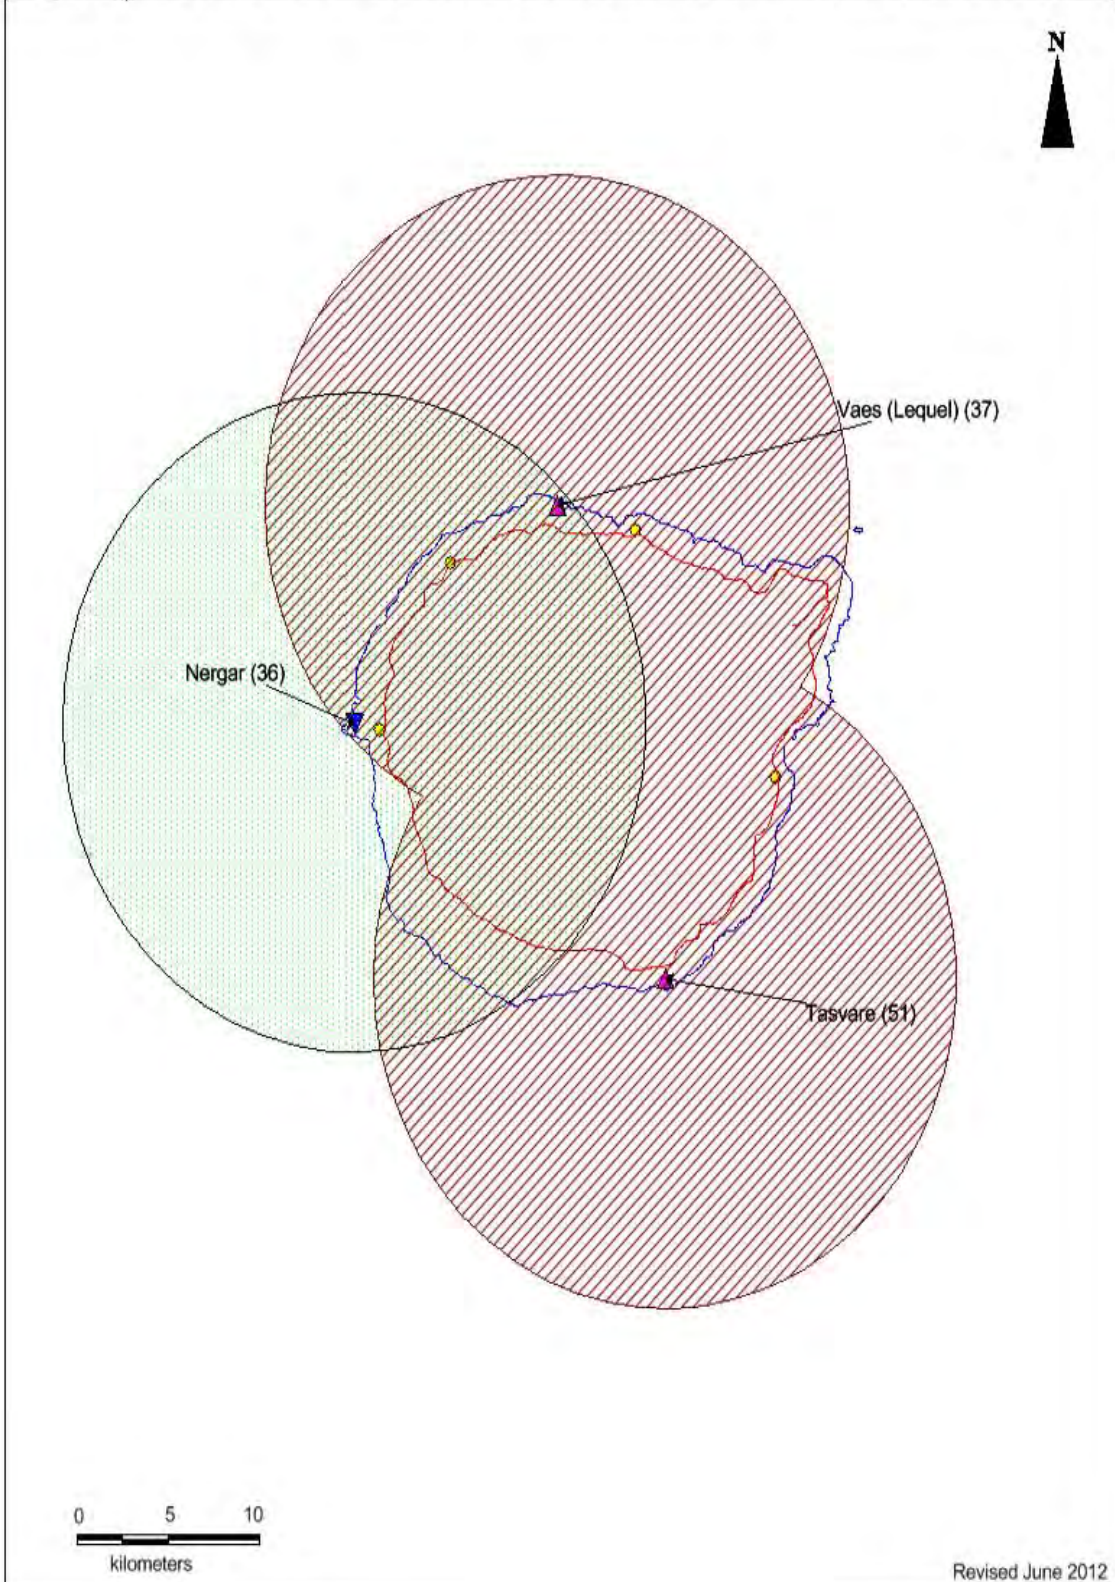 N
Vaes (Lequel) (37)
Nergar (36)
Tasvare (51)
0 5 10
kilometers
Revised June 2012